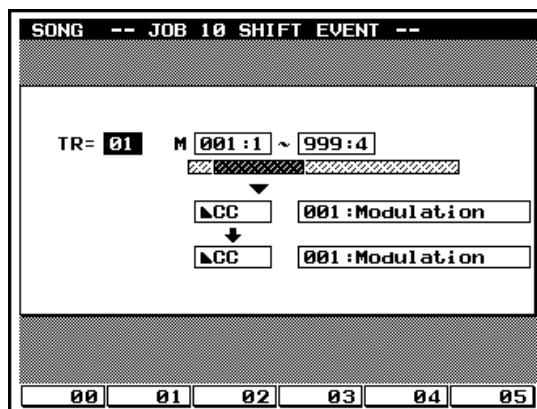 SONG -- JOB 10 SHIFT EVENT --
TR= 01 M 001:1 ~ 999:4
CC 001:Modulation
CC 001:Modulation
00 01 02 03 04 05